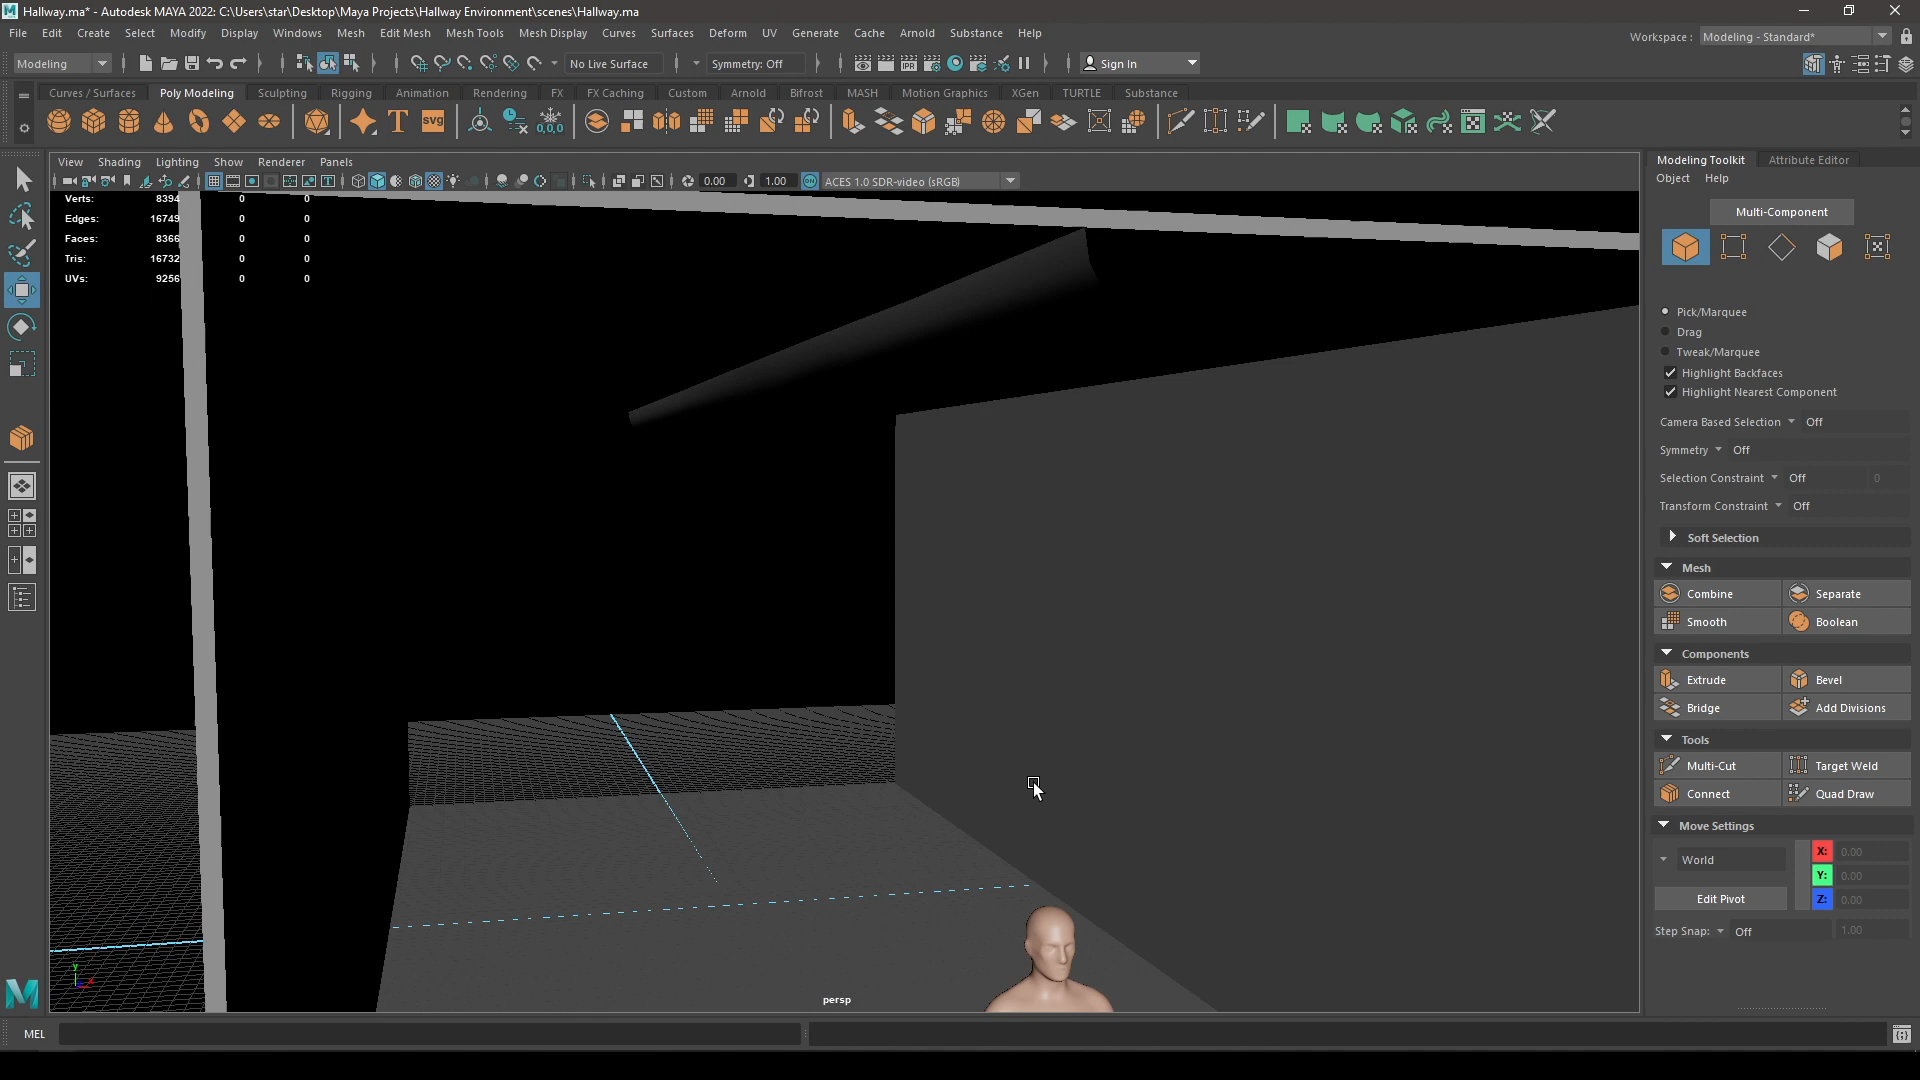 Hallway.ma* - Autodesk MAYA 2022: C:\Users\star\Desktop\Maya Projects\Hallway Environment\scenes\Hallway.ma
File Edit Create Select Modify Display Windows Mesh Edit Mesh Mesh Tools Mesh Display Curves Surfaces Deform UV Generate Cache Arnold Substance Help
Workspace : Modeling - Standard*
Modeling No Live Surface Symmetry: Off IPR Sign In
Curves / Surfaces Poly Modeling Sculpting Rigging Animation Rendering FX FX Caching Custom Arnold Bifrost MASH Motion Graphics XGen TURTLE Substance
T SVG 0,0,0
View Shading Lighting Show Renderer Panels
0.00 1.00 ON ACES 1.0 SDR-video (sRGB)
Verts: 8394 0 0
Edges: 16749 0 0
Faces: 8366 0 0
Tris: 16732 0 0
UVs: 9256 0 0
y
x
persp
Modeling Toolkit Attribute Editor
Object Help
Multi-Component
Pick/Marquee
Drag
Tweak/Marquee
Highlight Backfaces
Highlight Nearest Component
Camera Based Selection Off
Symmetry Off
Selection Constraint Off 0
Transform Constraint Off
Soft Selection
Mesh
Combine Separate
Smooth Boolean
Components
Extrude Bevel
Bridge Add Divisions
Tools
Multi-Cut Target Weld
Connect Quad Draw
Move Settings
World X: 0.00
Y: 0.00
Edit Pivot Z: 0.00
Step Snap: Off 1.00
M
MEL